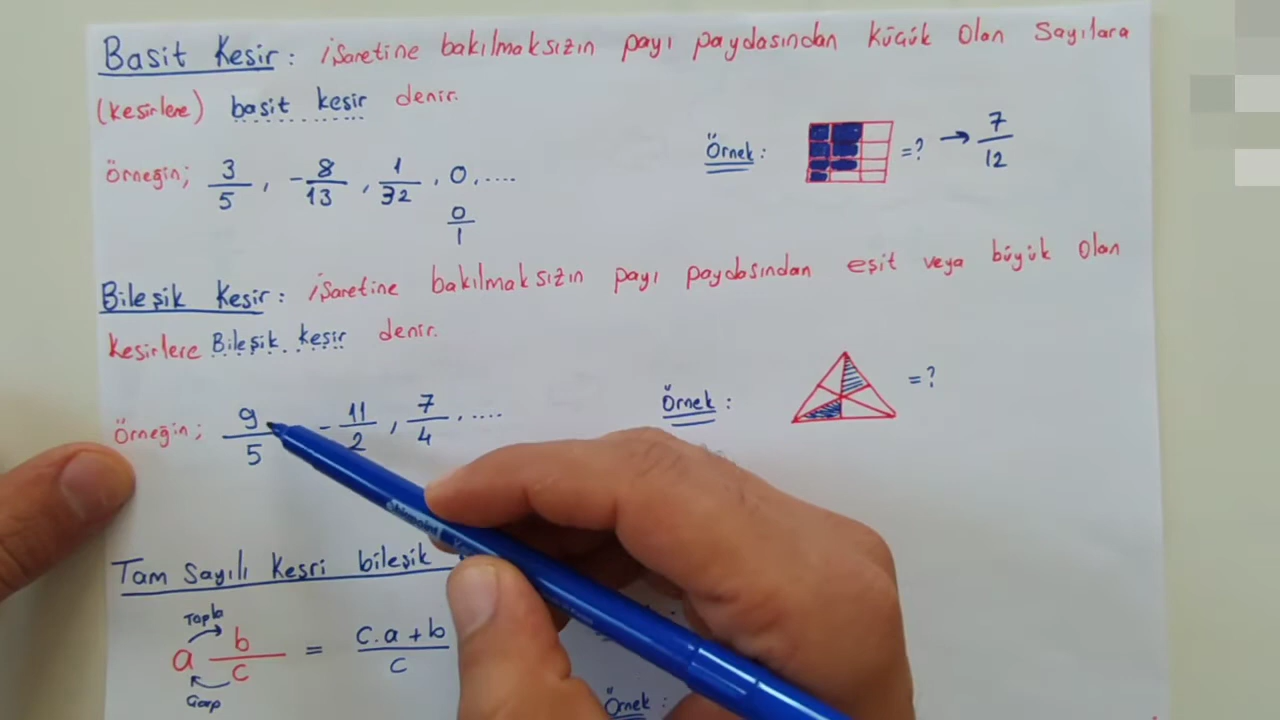 Basit Kesir : işaretine bakılmaksızın payı paydasından küçük olan sayılara
(kesirlere) basit kesir denir.
Örneğin; 3/5, -8/13, 1/32, 0, ....
0/1
Örnek: =? → 7/12
Bileşik Kesir : işaretine bakılmaksızın payı paydasından eşit veya büyük olan
kesirlere Bileşik kesir denir.
Örneğin; 9/5 -11/2, 7/4, ....
Örnek : =?
Tam Sayılı Kesri bileşik
Topla
a b/c = c.a+b/c
Çarp
Örnek :